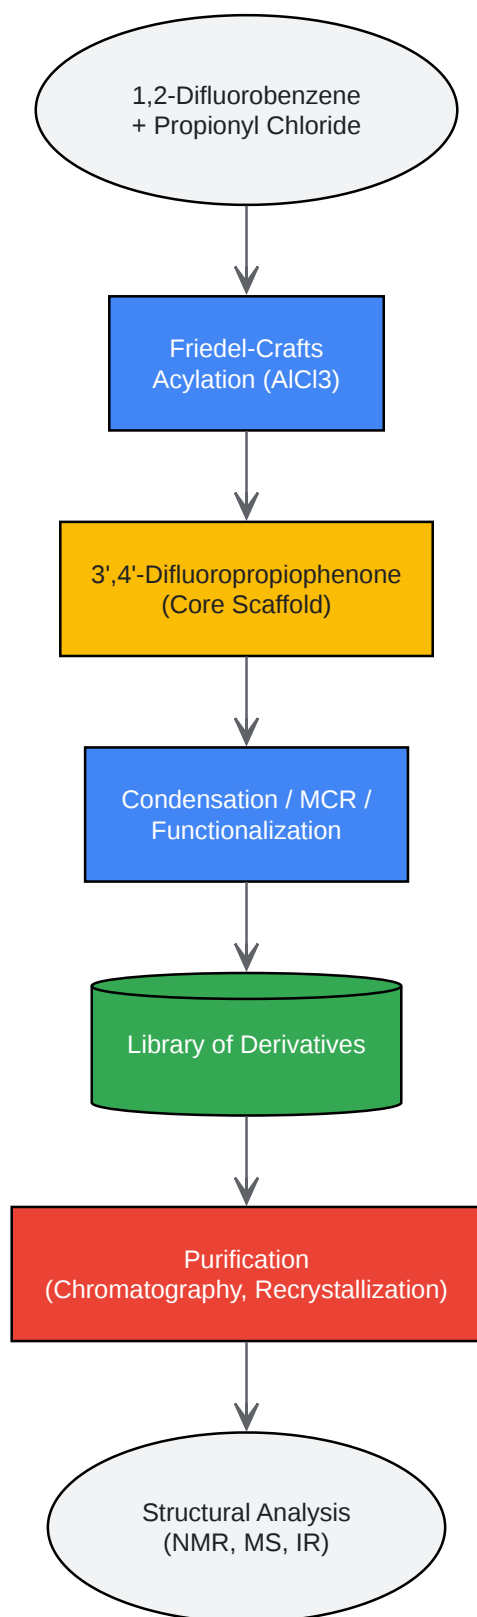 1,2-Difluorobenzene
+ Propionyl Chloride
Friedel-Crafts
Acylation (AlCl3)
3',4'-Difluoropropiophenone
(Core Scaffold)
Condensation / MCR /
Functionalization
Library of Derivatives
Purification
(Chromatography, Recrystallization)
Structural Analysis
(NMR, MS, IR)